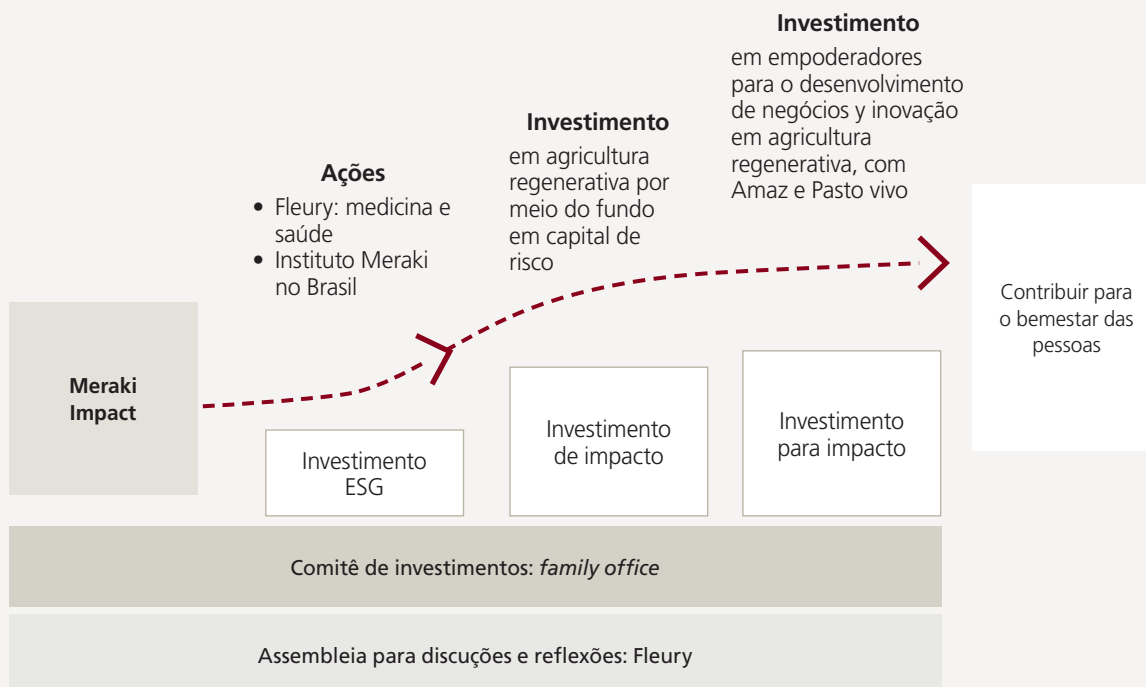 Investimento
em empoderadores
para o desenvolvimento
de negócios y inovação
em agricultura
regenerativa, com
Amaz e Pasto vivo
Investimento
em agricultura
regenerativa por
meio do fundo
em capital de
risco
Ações
• Fleury: medicina e
saúde
• Instituto Meraki
no Brasil
Meraki
Impact
Investimento
ESG
Investimento
de impacto
Investimento
para impacto
Contribuir para
o bemestar das
pessoas
Comitê de investimentos: family office
Assembleia para discuções e reflexões: Fleury